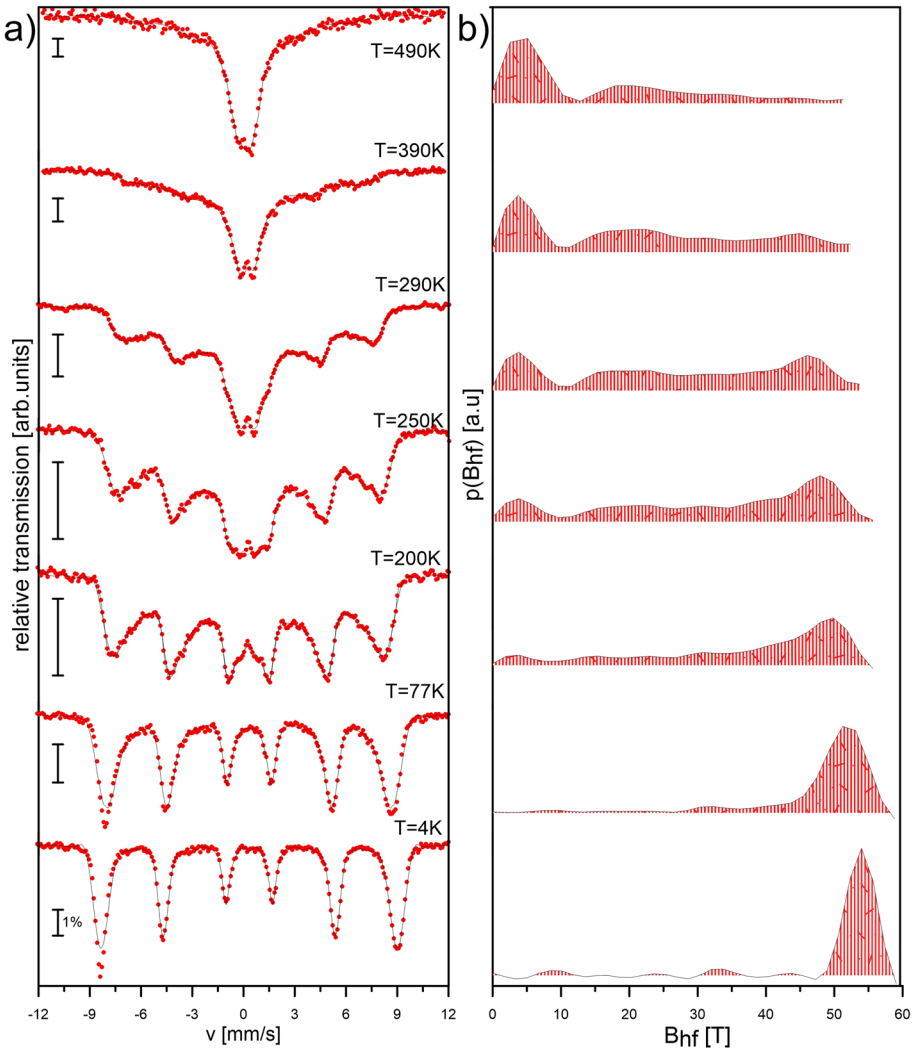 a)
T=490K
T=390K
T=290K
T=250K
T=200K
T=77K
T=4K
1%
relative transmission [arb.units]
-12 -9 -6 -3 0 3 6 9 12
v [mm/s]
b)
p(Bhf) [a.u]
0 10 20 30 40 50 60
Bhf [T]